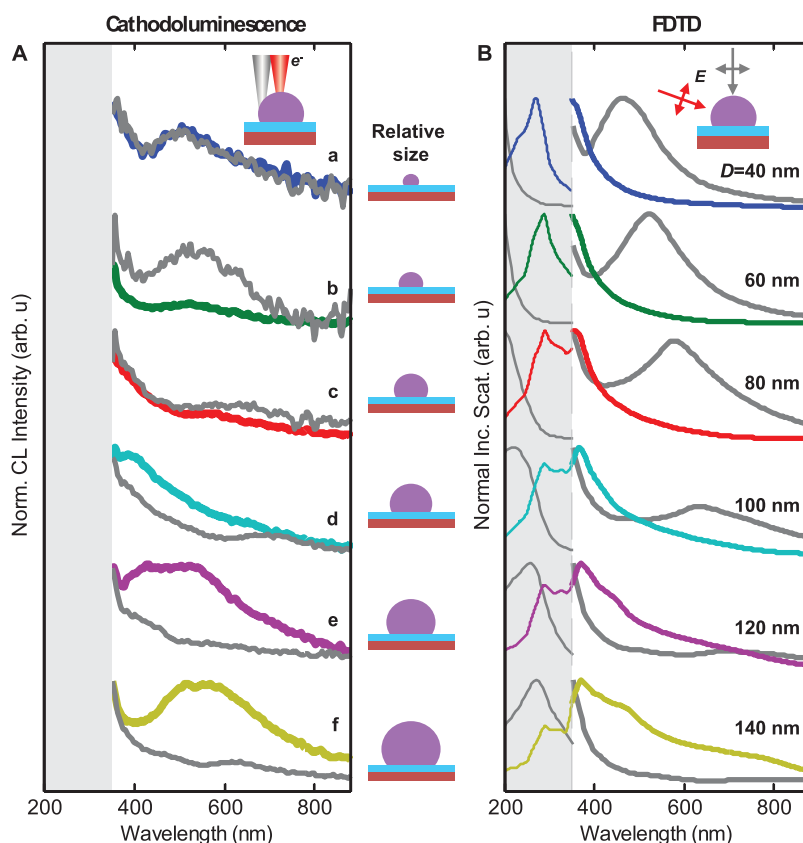 Cathodoluminescence
FDTD
A
B
e-
E
Relative
size
a
b
c
d
e
f
D=40 nm
60 nm
80 nm
100 nm
120 nm
140 nm
Norm. CL Intensity (arb. u)
Normal Inc. Scat. (arb. u)
200 400 600 800
200 400 600 800
Wavelength (nm)
Wavelength (nm)